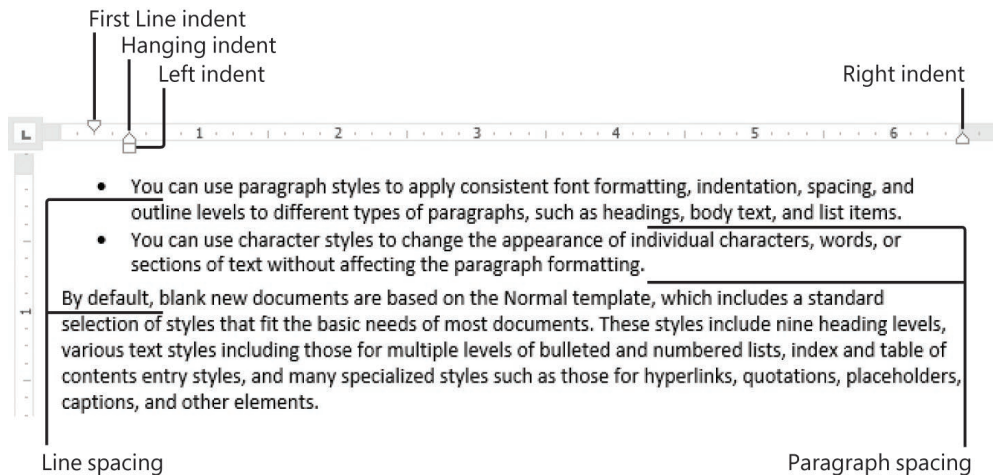 First Line indent
Hanging indent
Left indent
Right indent
L
1 2 3 4 5 6
• You can use paragraph styles to apply consistent font formatting, indentation, spacing, and
outline levels to different types of paragraphs, such as headings, body text, and list items.
• You can use character styles to change the appearance of individual characters, words, or
sections of text without affecting the paragraph formatting.
1
By default, blank new documents are based on the Normal template, which includes a standard
selection of styles that fit the basic needs of most documents. These styles include nine heading levels,
various text styles including those for multiple levels of bulleted and numbered lists, index and table of
contents entry styles, and many specialized styles such as those for hyperlinks, quotations, placeholders,
captions, and other elements.
Line spacing
Paragraph spacing